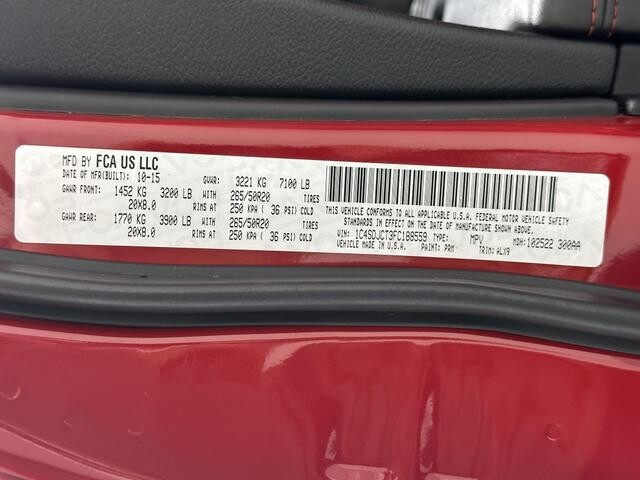 MFD BY FCA US LLC
DATE OF MFR(BUILT): 10-15 GVWR: 3221 KG 7100 LB
GAWR FRONT: 1452 KG 3200 LB WITH 265/50R20 TIRES
20X8.0 RIMS AT 250 KPA ( 36 PSI) COLD
GAWR REAR: 1770 KG 3900 LB WITH 265/50R20 TIRES
20X8.0 RIMS AT 250 KPA ( 36 PSI) COLD
THIS VEHICLE CONFORMS TO ALL APPLICABLE U.S.A. FEDERAL MOTOR VEHICLE SAFETY
STANDARDS IN EFFECT ON THE DATE OF MANUFACTURE SHOWN ABOVE.
VIN: 1C4SDJCT3FC188559 TYPE: MPV MDH: 102522 300AA
MADE IN U.S.A. PAINT: PRM TRIM: ALX9